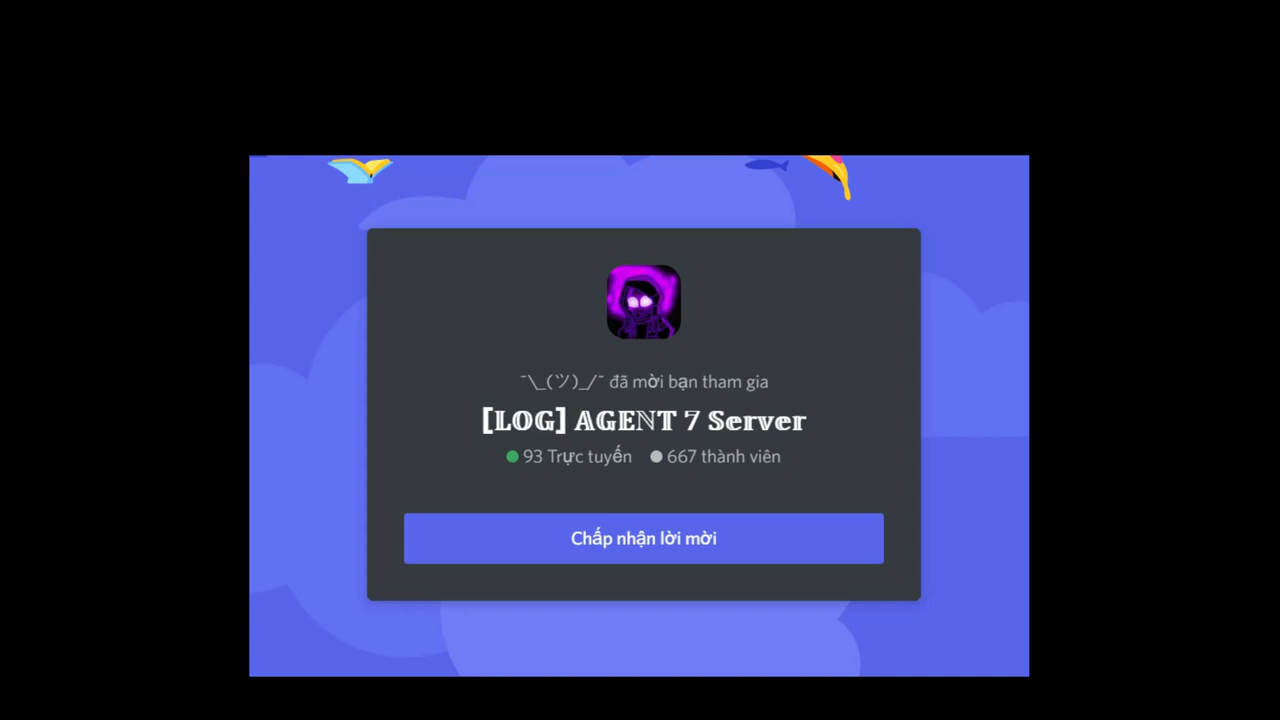 ¯\_(ツ)_/¯ đã mời bạn tham gia
[LOG] AGENT 7 Server
93 Trực tuyến 667 thành viên
Chấp nhận lời mời